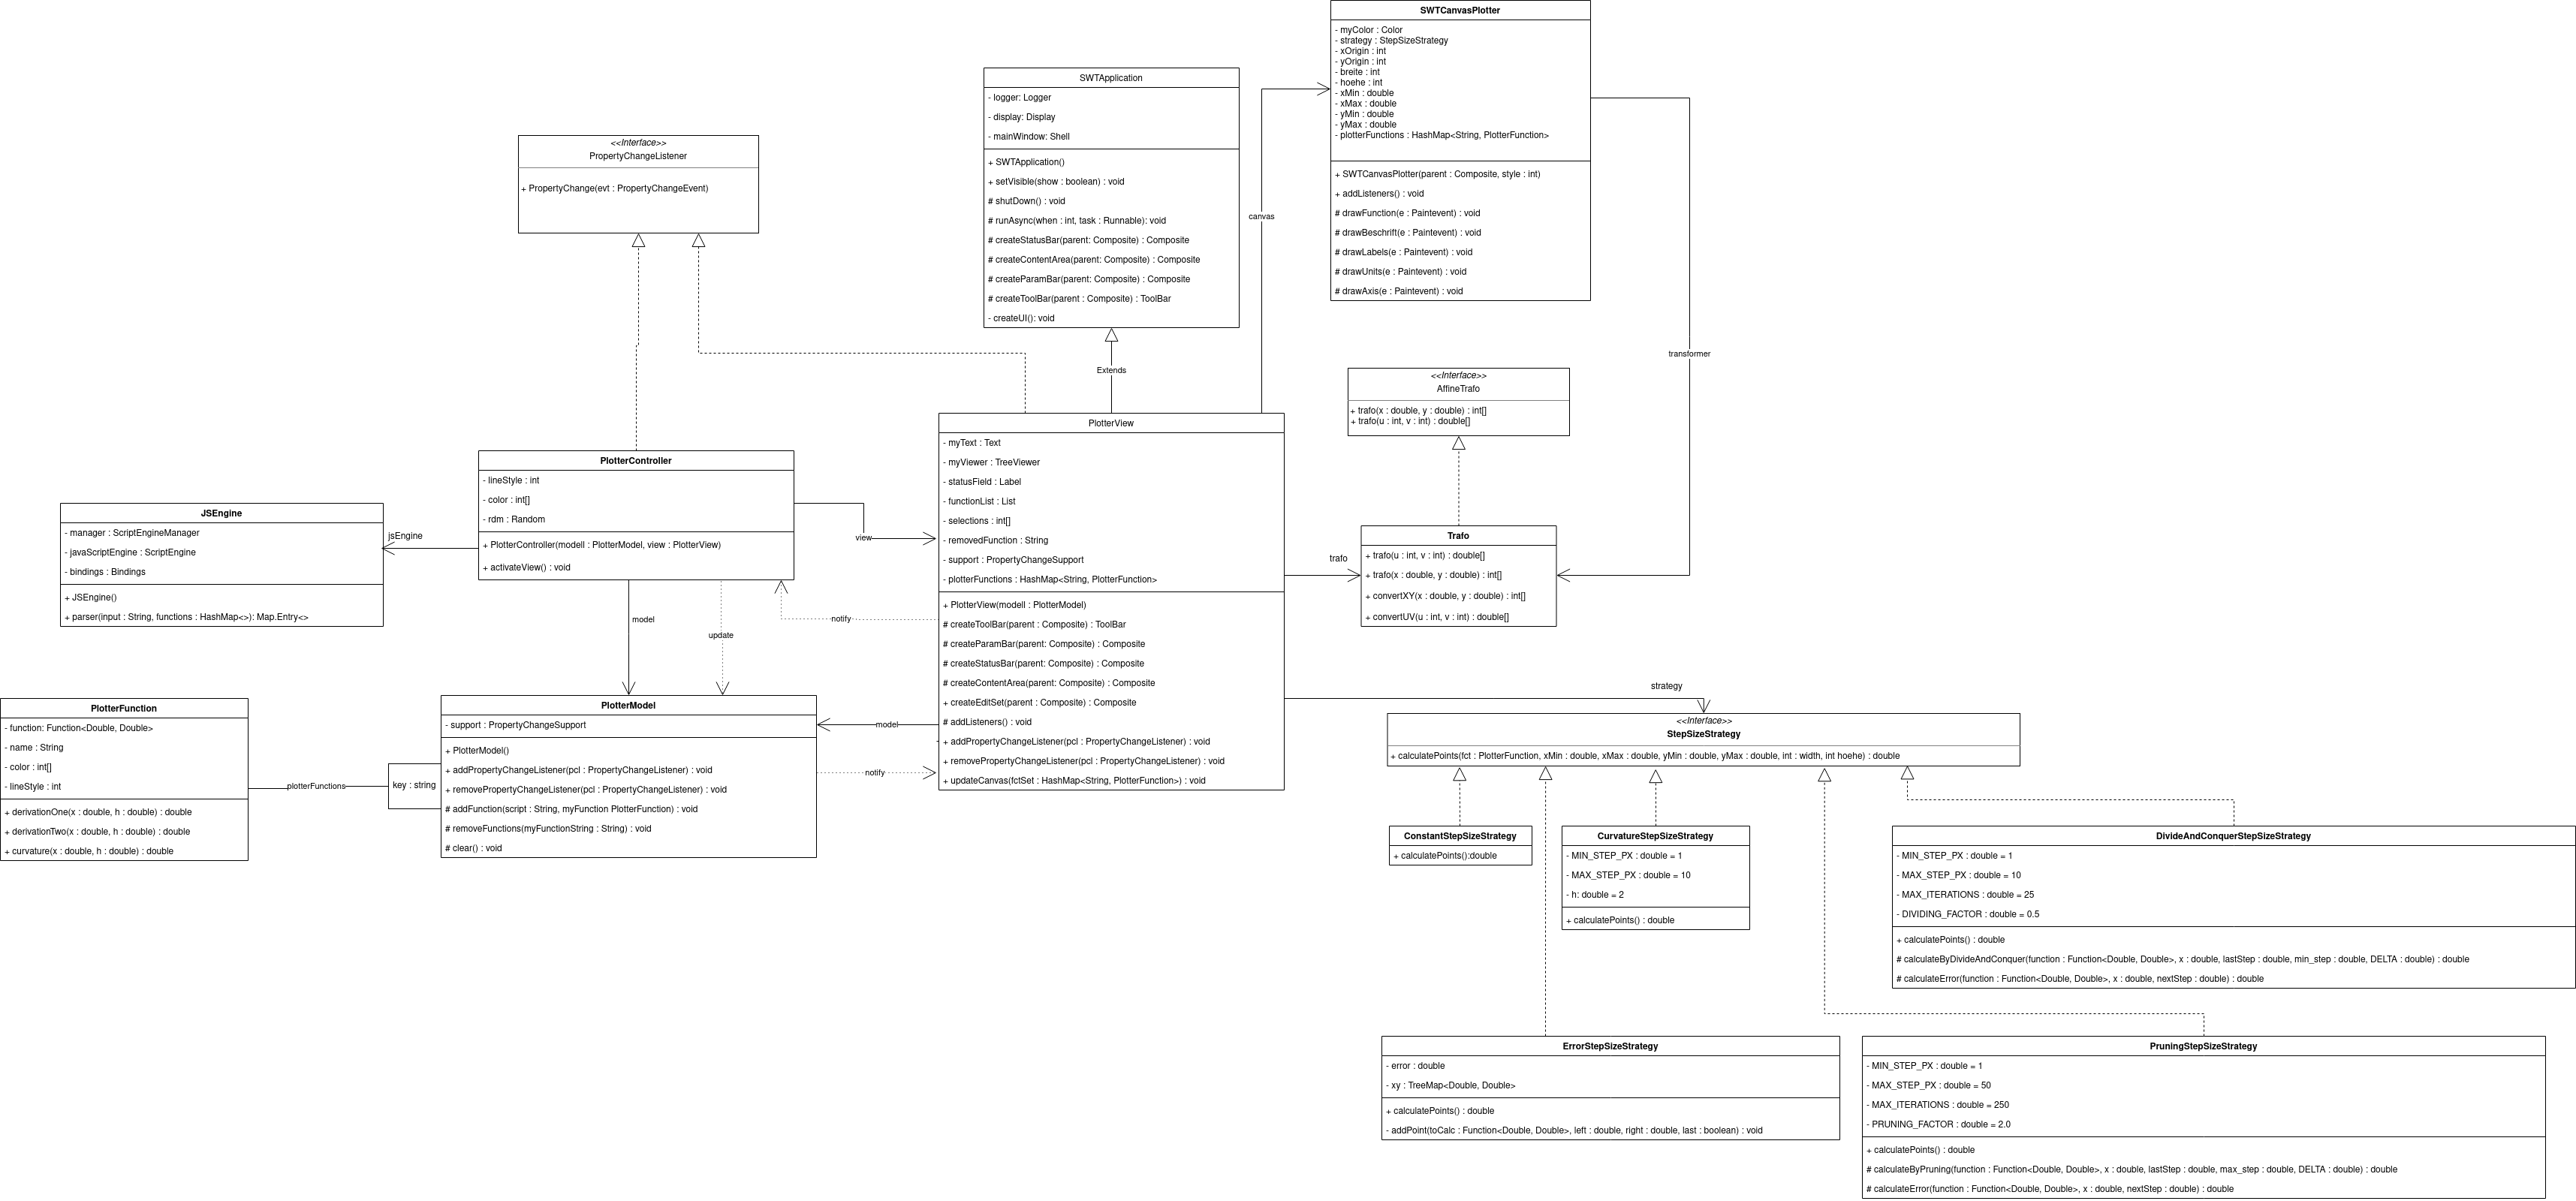 SWTCanvasPlotter
- myColor : Color
- strategy : StepSizeStrategy
- xOrigin : int
- yOrigin : int
- breite : int
- hoehe : int
- xMin : double
- xMax : double
- yMin : double
- yMax : double
- plotterFunctions : HashMap<String, PlotterFunction>
+ SWTCanvasPlotter(parent : Composite, style : int)
+ addListeners() : void
# drawFunction(e : Paintevent) : void
# drawBeschrift(e : Paintevent) : void
# drawLabels(e : Paintevent) : void
# drawUnits(e : Paintevent) : void
# drawAxis(e : Paintevent) : void
SWTApplication
- logger: Logger
- display: Display
- mainWindow: Shell
+ SWTApplication()
+ setVisible(show : boolean) : void
# shutDown() : void
# runAsync(when : int, task : Runnable): void
# createStatusBar(parent: Composite) : Composite
# createContentArea(parent: Composite) : Composite
# createParamBar(parent: Composite) : Composite
# createToolBar(parent : Composite) : ToolBar
- createUI(): void
<<Interface>>
PropertyChangeListener
+ PropertyChange(evt : PropertyChangeEvent)
canvas
transformer
Extends
<<Interface>>
AffineTrafo
+ trafo(x : double, y : double) : int[]
+ trafo(u : int, v : int) : double[]
PlotterView
- myText : Text
- myViewer : TreeViewer
- statusField : Label
- functionList : List
- selections : int[]
- removedFunction : String
- support : PropertyChangeSupport
- plotterFunctions : HashMap<String, PlotterFunction>
+ PlotterView(modell : PlotterModel)
# createToolBar(parent : Composite) : ToolBar
# createParamBar(parent: Composite) : Composite
# createStatusBar(parent: Composite) : Composite
# createContentArea(parent: Composite) : Composite
+ createEditSet(parent : Composite) : Composite
# addListeners() : void
+ addPropertyChangeListener(pcl : PropertyChangeListener) : void
+ removePropertyChangeListener(pcl : PropertyChangeListener) : void
+ updateCanvas(fctSet : HashMap<String, PlotterFunction>) : void
PlotterController
- lineStyle : int
- color : int[]
- rdm : Random
+ PlotterController(modell : PlotterModel, view : PlotterView)
+ activateView() : void
view
jsEngine
JSEngine
- manager : ScriptEngineManager
- javaScriptEngine : ScriptEngine
- bindings : Bindings
+ JSEngine()
+ parser(input : String, functions : HashMap<>): Map.Entry<>
trafo
Trafo
+ trafo(u : int, v : int) : double[]
+ trafo(x : double, y : double) : int[]
+ convertXY(x : double, y : double) : int[]
+ convertUV(u : int, v : int) : double[]
model
update
notify
PlotterFunction
- function: Function<Double, Double>
- name : String
- color : int[]
- lineStyle : int
+ derivationOne(x : double, h : double) : double
+ derivationTwo(x : double, h : double) : double
+ curvature(x : double, h : double) : double
plotterFunctions
key : string
PlotterModel
- support : PropertyChangeSupport
+ PlotterModel()
+ addPropertyChangeListener(pcl : PropertyChangeListener) : void
+ removePropertyChangeListener(pcl : PropertyChangeListener) : void
# addFunction(script : String, myFunction PlotterFunction) : void
# removeFunctions(myFunctionString : String) : void
# clear() : void
model
notify
strategy
<<Interface>>
StepSizeStrategy
+ calculatePoints(fct : PlotterFunction, xMin : double, xMax : double, yMin : double, yMax : double, int : width, int hoehe) : double
ConstantStepSizeStrategy
+ calculatePoints():double
CurvatureStepSizeStrategy
- MIN_STEP_PX : double = 1
- MAX_STEP_PX : double = 10
- h: double = 2
+ calculatePoints() : double
DivideAndConquerStepSizeStrategy
- MIN_STEP_PX : double = 1
- MAX_STEP_PX : double = 10
- MAX_ITERATIONS : double = 25
- DIVIDING_FACTOR : double = 0.5
+ calculatePoints() : double
# calculateByDivideAndConquer(function : Function<Double, Double>, x : double, lastStep : double, min_step : double, DELTA : double) : double
# calculateError(function : Function<Double, Double>, x : double, nextStep : double) : double
ErrorStepSizeStrategy
- error : double
- xy : TreeMap<Double, Double>
+ calculatePoints() : double
- addPoint(toCalc : Function<Double, Double>, left : double, right : double, last : boolean) : void
PruningStepSizeStrategy
- MIN_STEP_PX : double = 1
- MAX_STEP_PX : double = 50
- MAX_ITERATIONS : double = 250
- PRUNING_FACTOR : double = 2.0
+ calculatePoints() : double
# calculateByPruning(function : Function<Double, Double>, x : double, lastStep : double, max_step : double, DELTA : double) : double
# calculateError(function : Function<Double, Double>, x : double, nextStep : double) : double